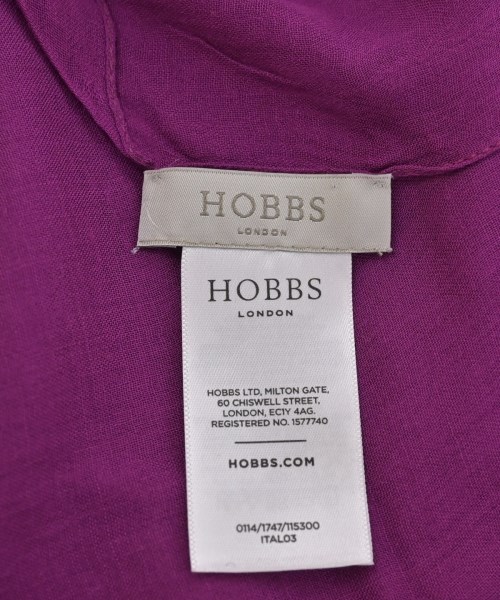 HOBBS
LONDON
HOBBS
LONDON
HOBBS LTD, MILTON GATE,
60 CHISWELL STREET,
LONDON, EC1Y 4AG.
REGISTERED NO. 1577740
HOBBS.COM
0114/1747/115300
ITAL03